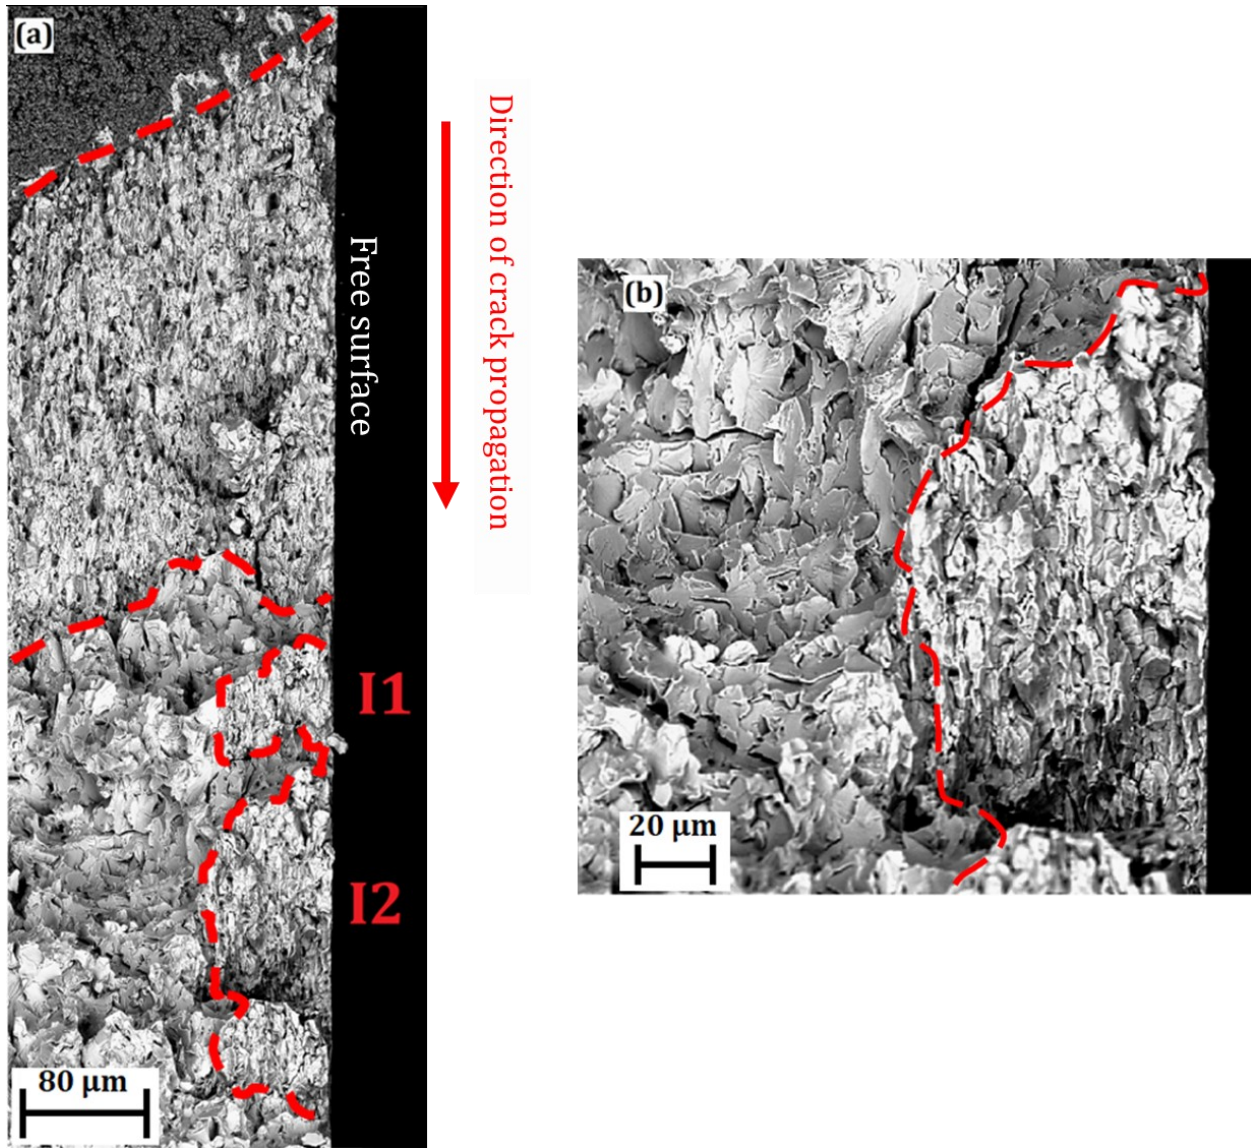 (a)
Free surface
Direction of crack propagation
I1
I2
80 μm
(b)
20 μm